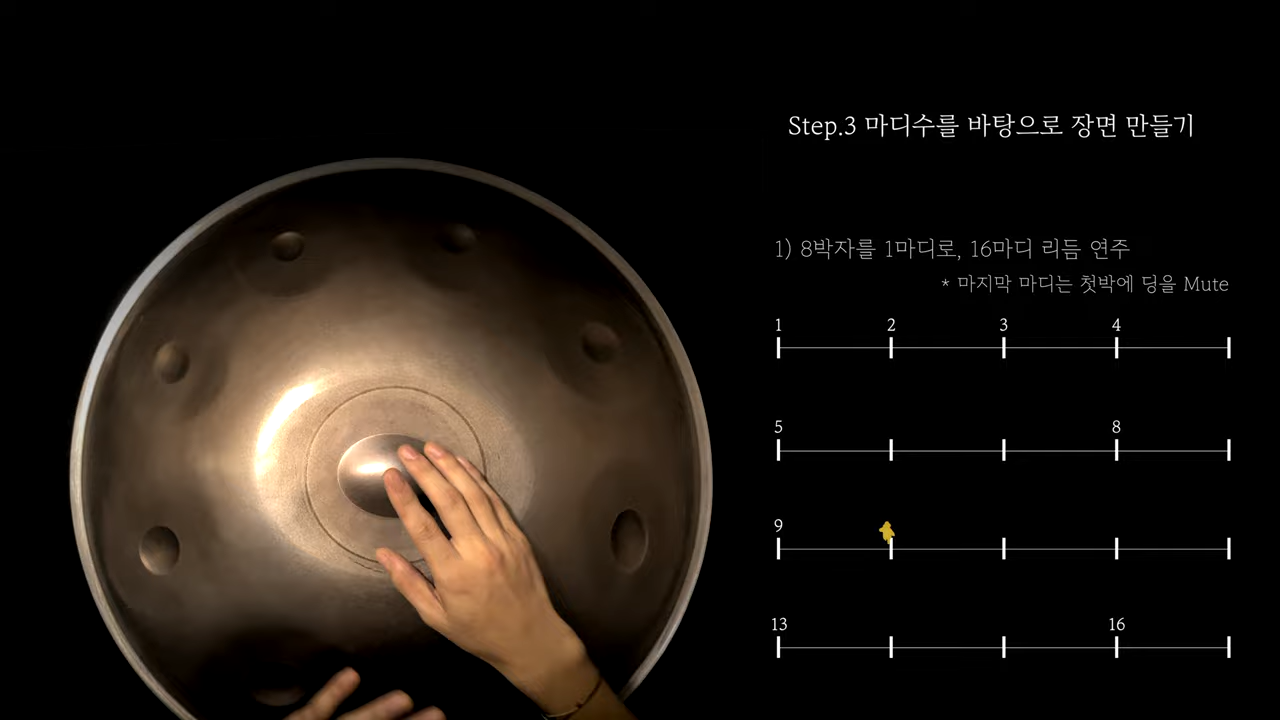 Step.3 마디수를 바탕으로 장면 만들기
1) 8박자를 1마디로, 16마디 리듬 연주
* 마지막 마디는 첫박에 딩을 Mute
1 2 3 4
5 8
9
13 16